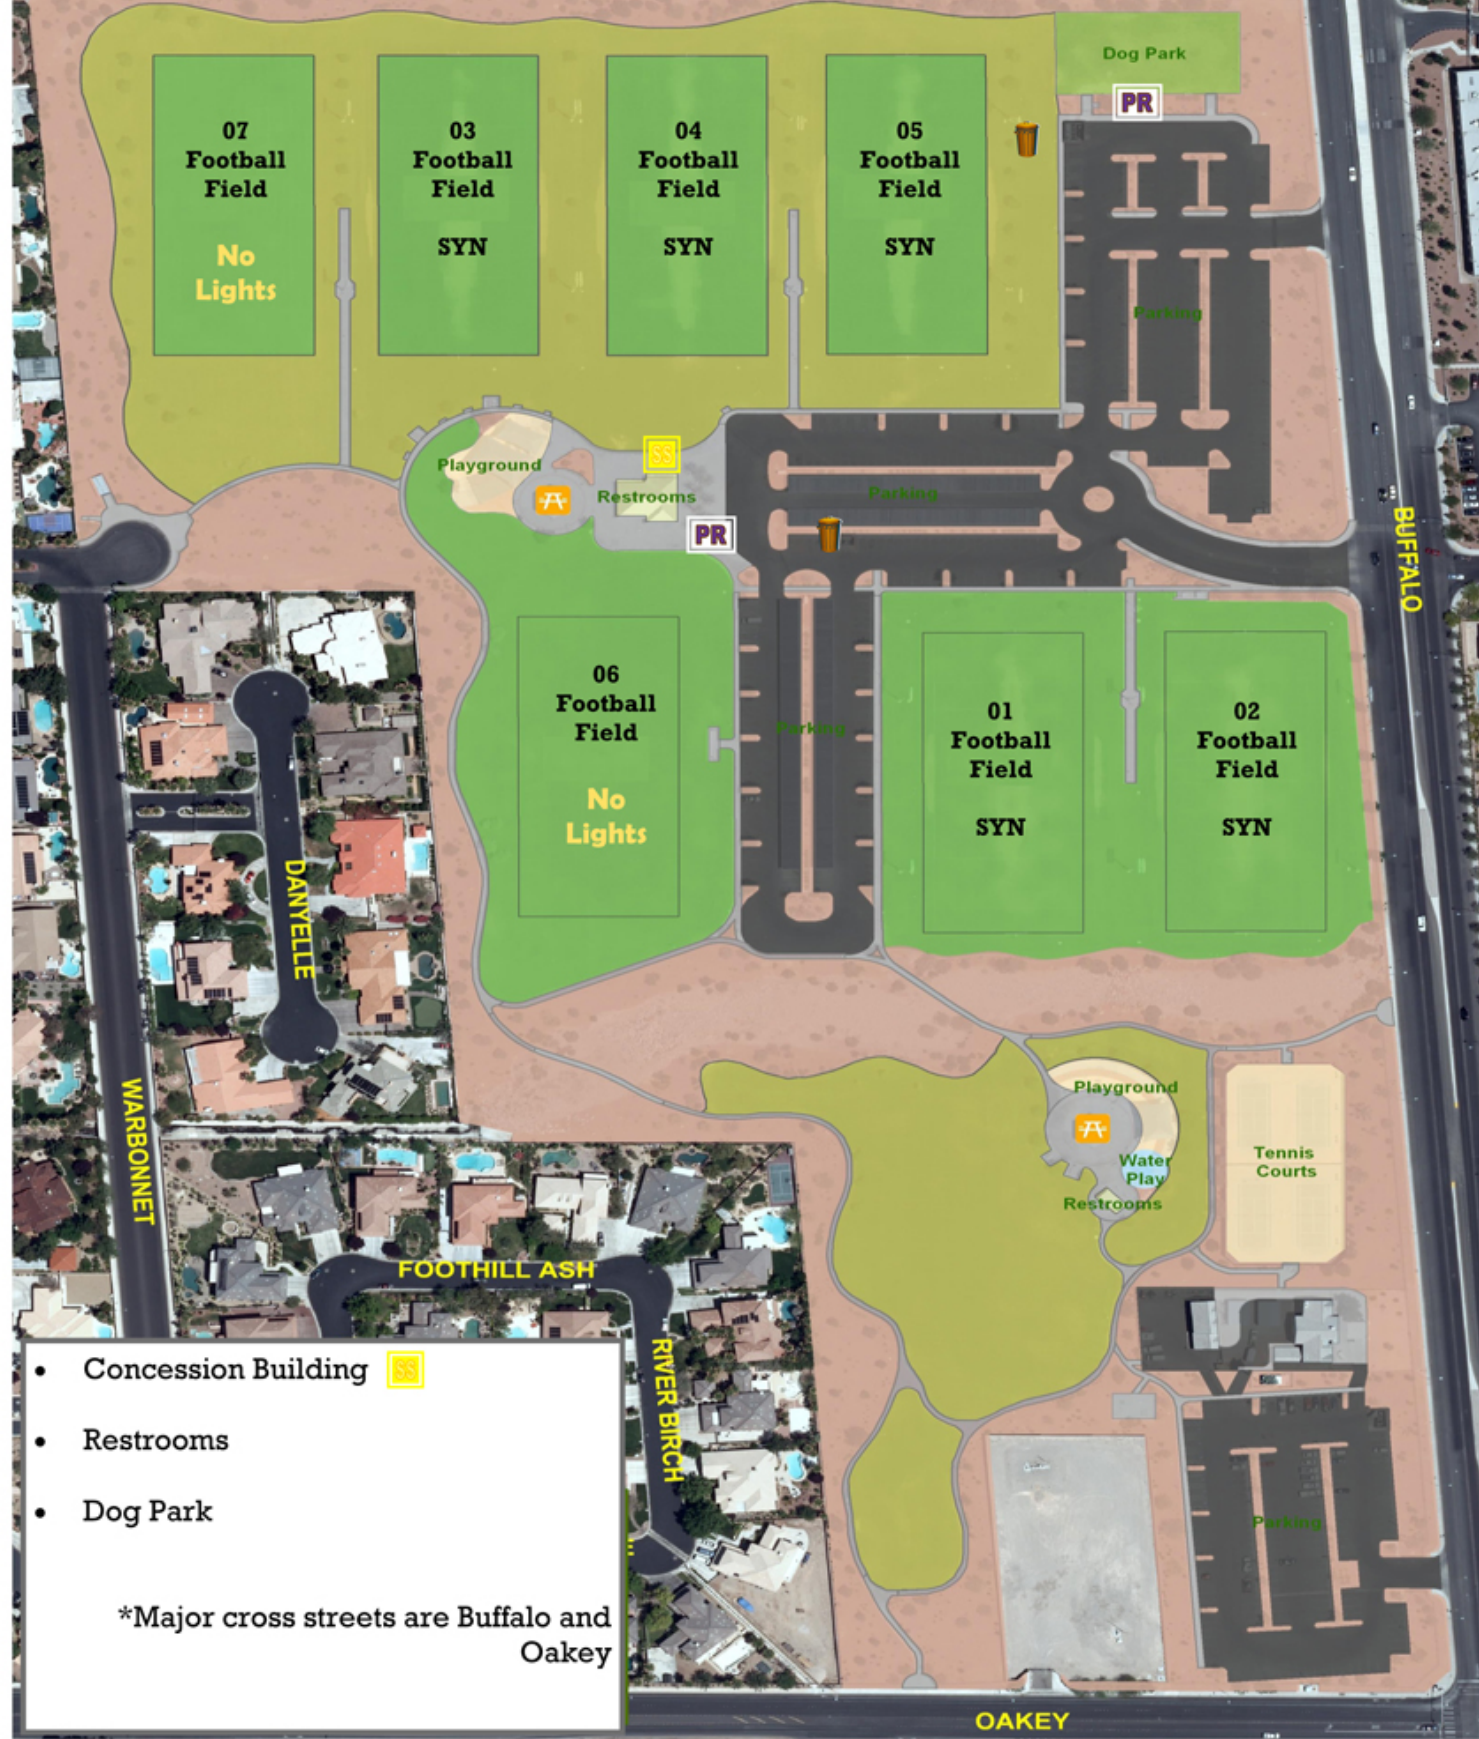 Dog Park
PR
07
Football
Field
No
Lights
03
Football
Field
SYN
04
Football
Field
SYN
05
Football
Field
SYN
Parking
SS
Playground
Restrooms
Parking
PR
BUFFALO
06
Football
Field
No
Lights
Parking
01
Football
Field
SYN
02
Football
Field
SYN
DANYELLE
WARBONNET
Playground
Water
Play
Restrooms
Tennis
Courts
FOOTHILL ASH
RIVER BIRCH
Parking
• Concession Building SS
• Restrooms
• Dog Park
*Major cross streets are Buffalo and
Oakey
OAKEY